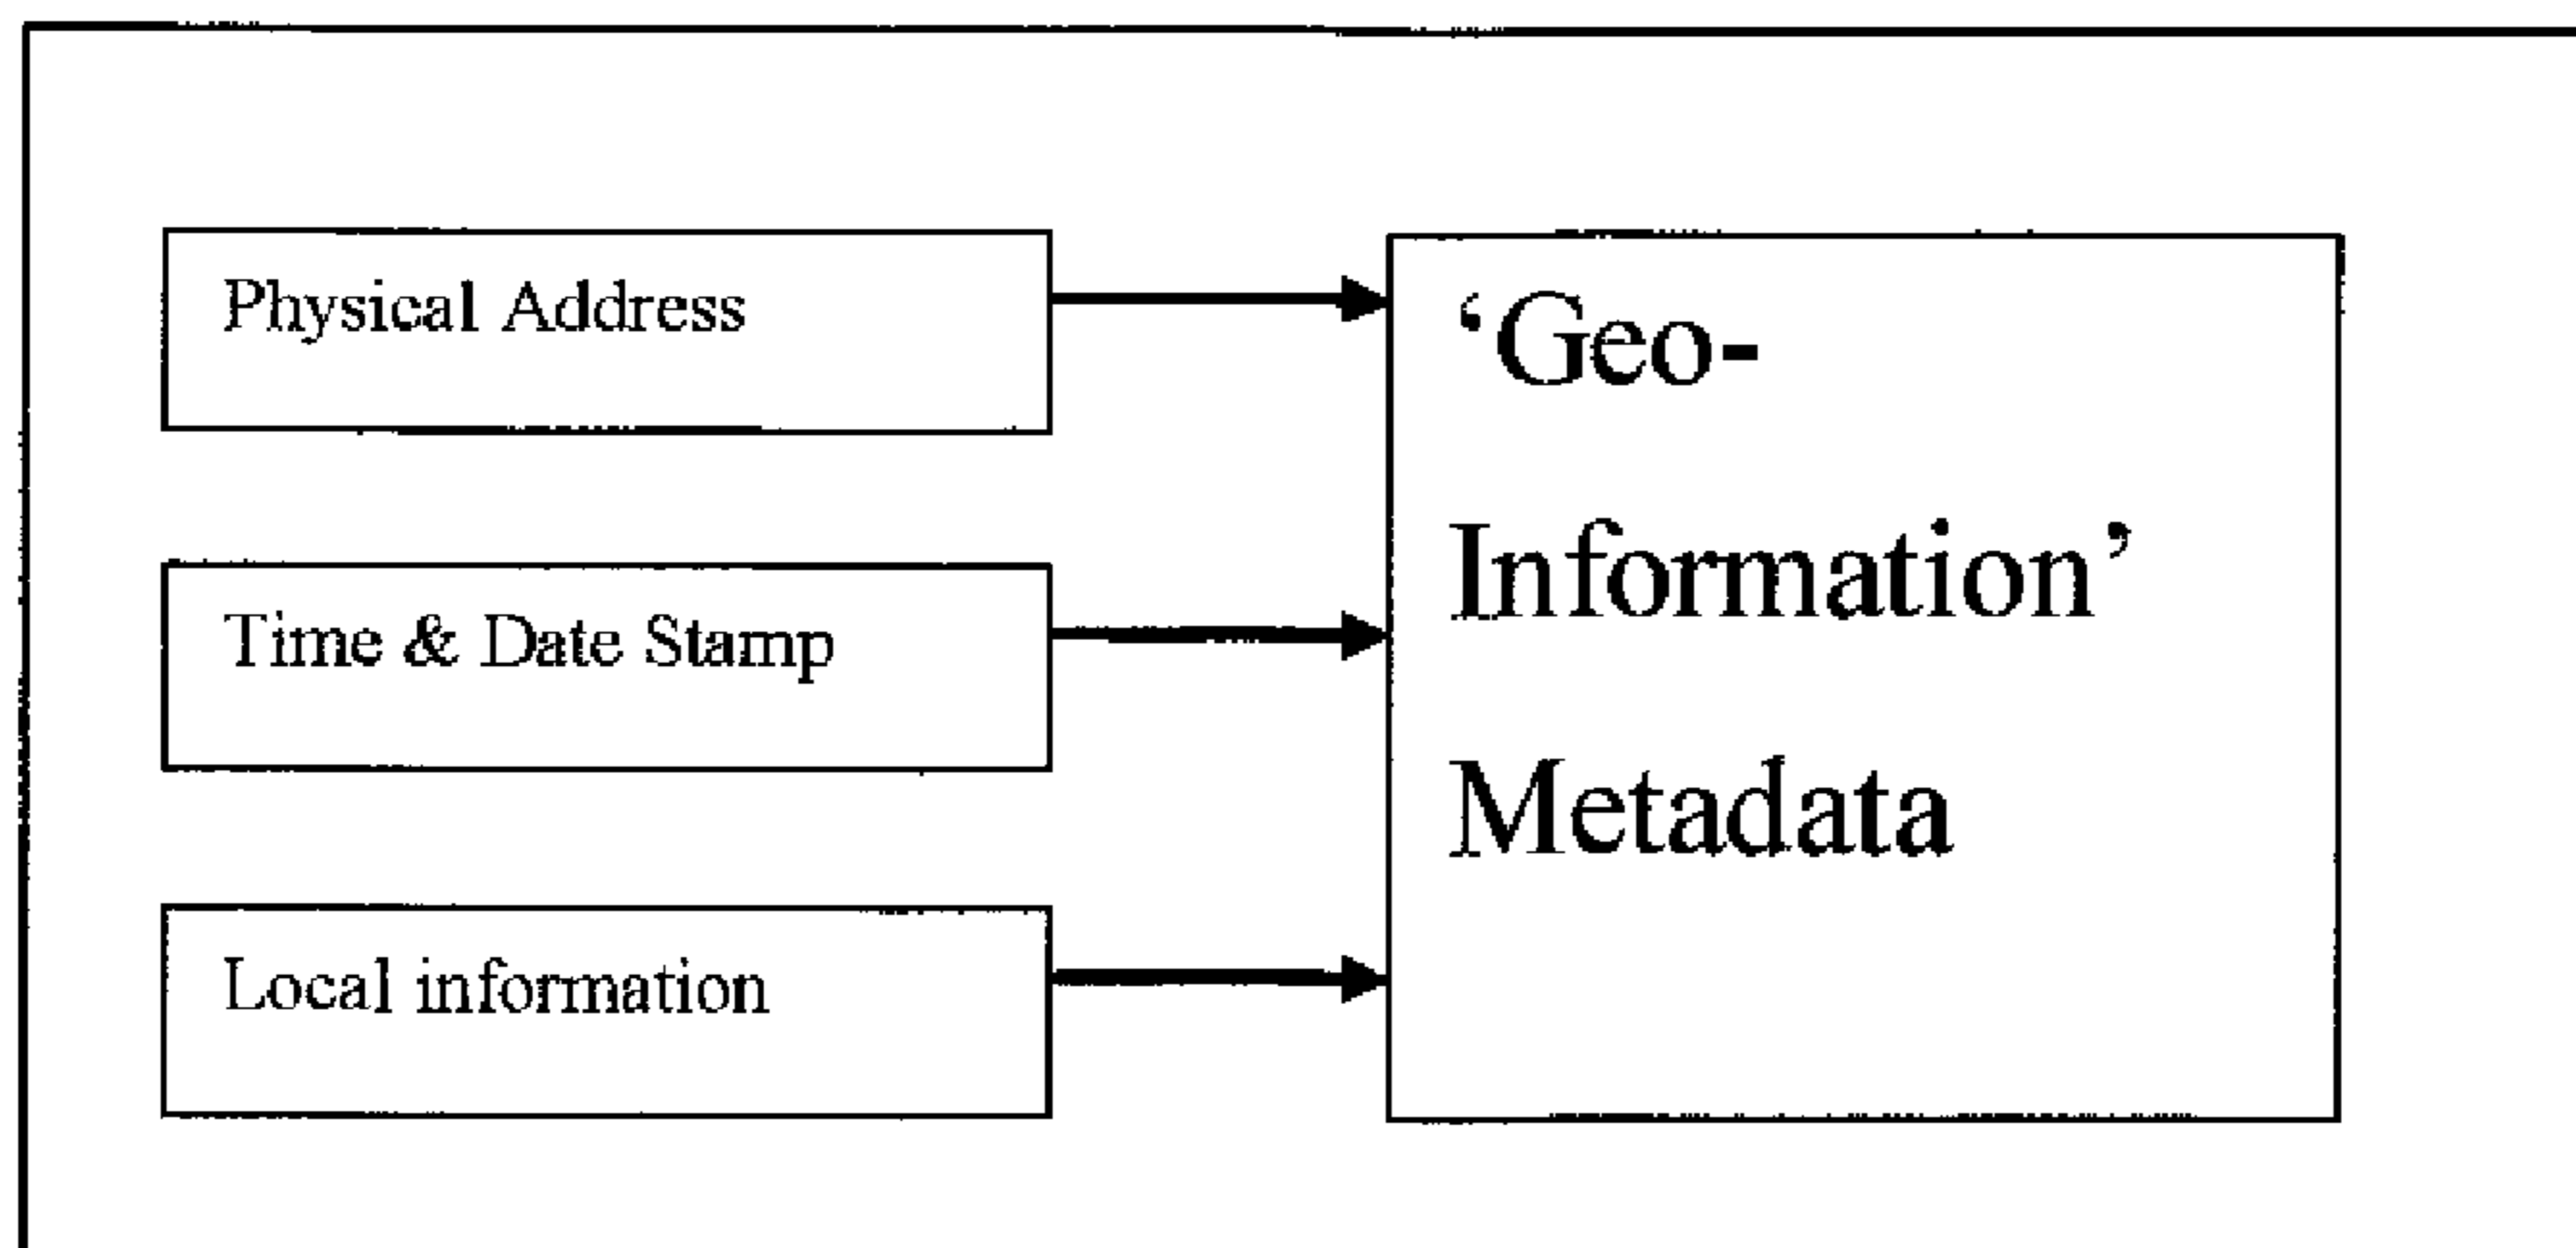 Physical Address
Time & Date Stamp
Local information
‘Geo-
Information’
Metadata